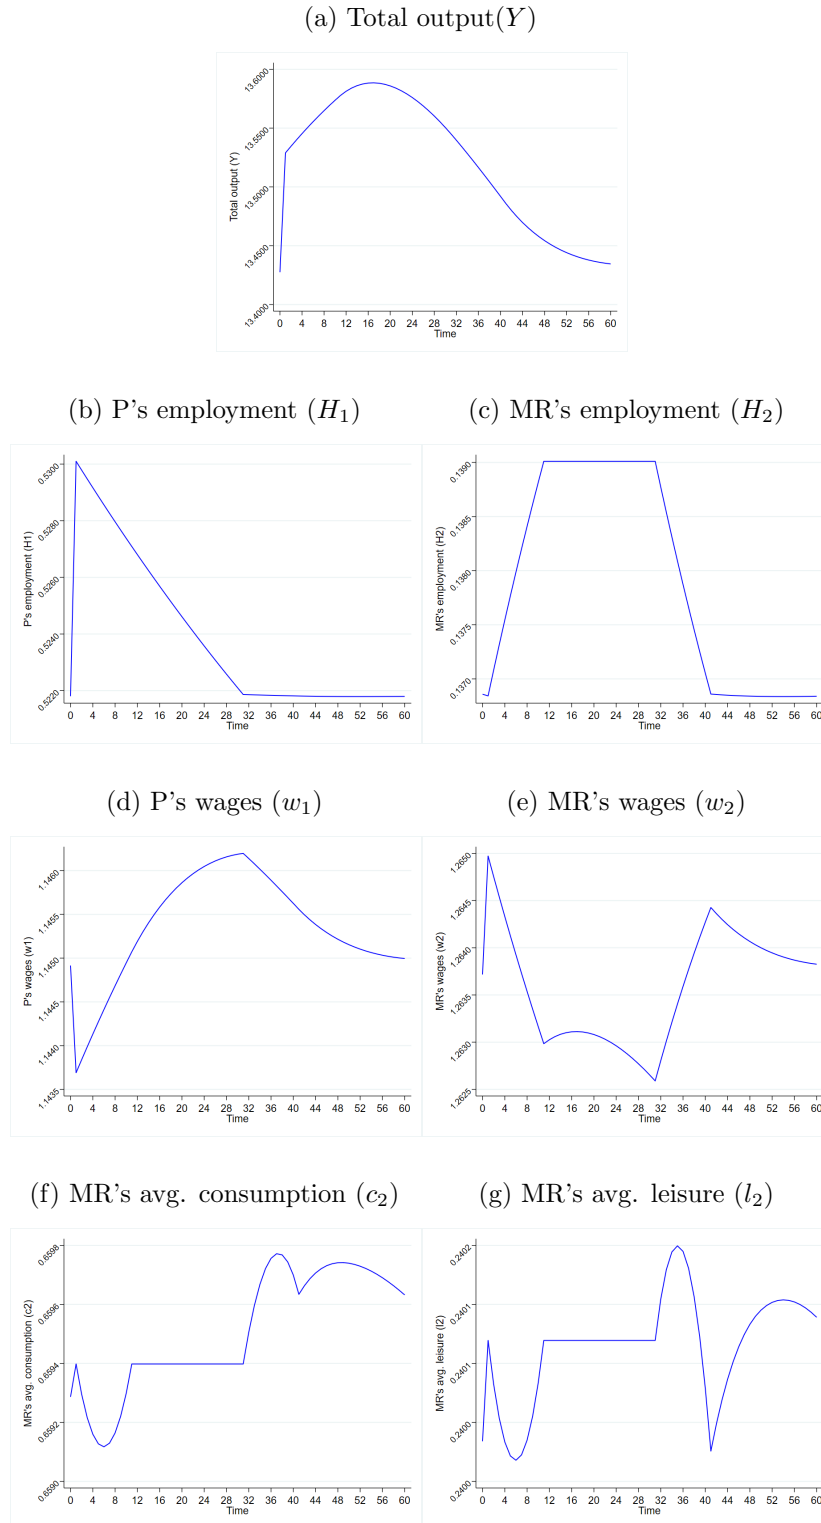 (a) Total output(Y)
Total output (Y)
13.6000
13.5500
13.5000
13.4500
13.4000
0 4 8 12 16 20 24 28 32 36 40 44 48 52 56 60
Time
(b) P's employment (H1)
P's employment (H1)
0.5300
0.5280
0.5260
0.5240
0.5220
0 4 8 12 16 20 24 28 32 36 40 44 48 52 56 60
Time
(c) MR's employment (H2)
MR's employment (H2)
0.1390
0.1385
0.1380
0.1375
0.1370
0 4 8 12 16 20 24 28 32 36 40 44 48 52 56 60
Time
(d) P's wages (w1)
P's wages (w1)
1.1460
1.1455
1.1450
1.1445
1.1440
1.1435
0 4 8 12 16 20 24 28 32 36 40 44 48 52 56 60
Time
(e) MR's wages (w2)
MR's wages (w2)
1.2650
1.2645
1.2640
1.2635
1.2630
1.2625
0 4 8 12 16 20 24 28 32 36 40 44 48 52 56 60
Time
(f) MR's avg. consumption (c2)
MR's avg. consumption (c2)
0.6598
0.6596
0.6594
0.6592
0.6590
0 4 8 12 16 20 24 28 32 36 40 44 48 52 56 60
Time
(g) MR's avg. leisure (l2)
MR's avg. leisure (l2)
0.2402
0.2401
0.2401
0.2400
0.2400
0 4 8 12 16 20 24 28 32 36 40 44 48 52 56 60
Time